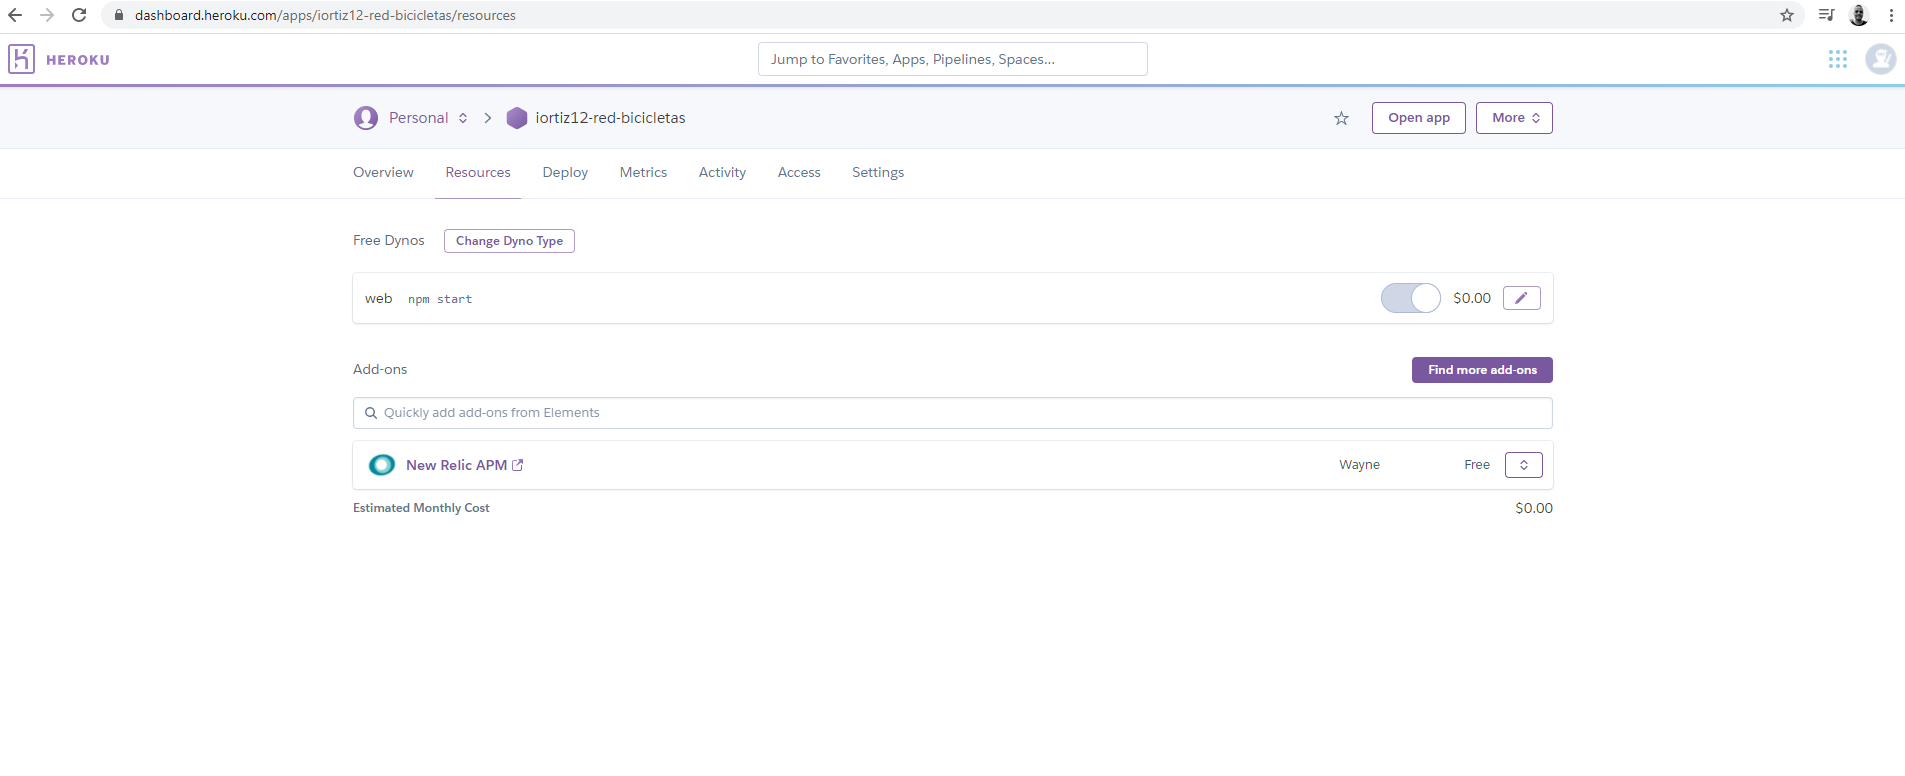 dashboard.heroku.com/apps/iortiz12-red-bicicletas/resources
HEROKU
Jump to Favorites, Apps, Pipelines, Spaces...
Personal iortiz12-red-bicicletas Open app More
Overview Resources Deploy Metrics Activity Access Settings
Free Dynos Change Dyno Type
web npm start $0.00
Add-ons Find more add-ons
Quickly add add-ons from Elements
New Relic APM Wayne Free
Estimated Monthly Cost $0.00